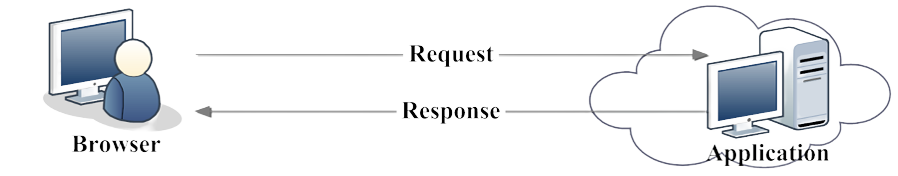 Request
Response
Browser
Application